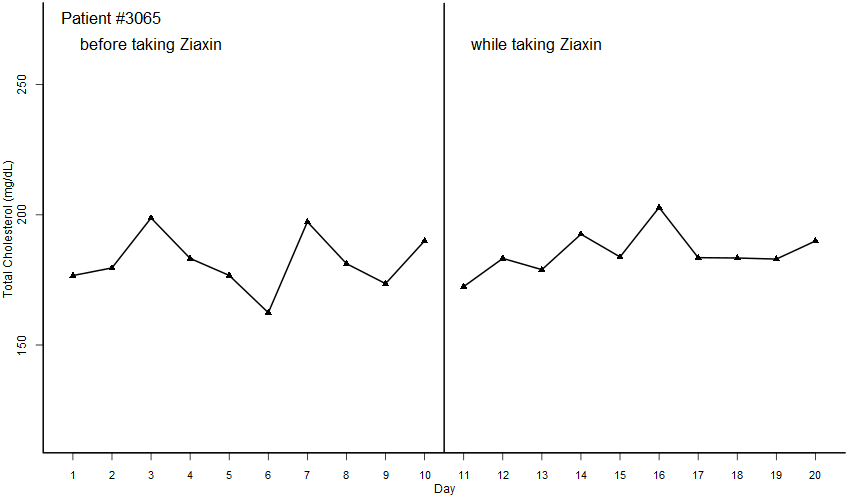 Patient #3065
before taking Ziaxin
while taking Ziaxin
250
200
150
Total Cholesterol (mg/dL)
1 2 3 4 5 6 7 8 9 10 11 12 13 14 15 16 17 18 19 20
Day